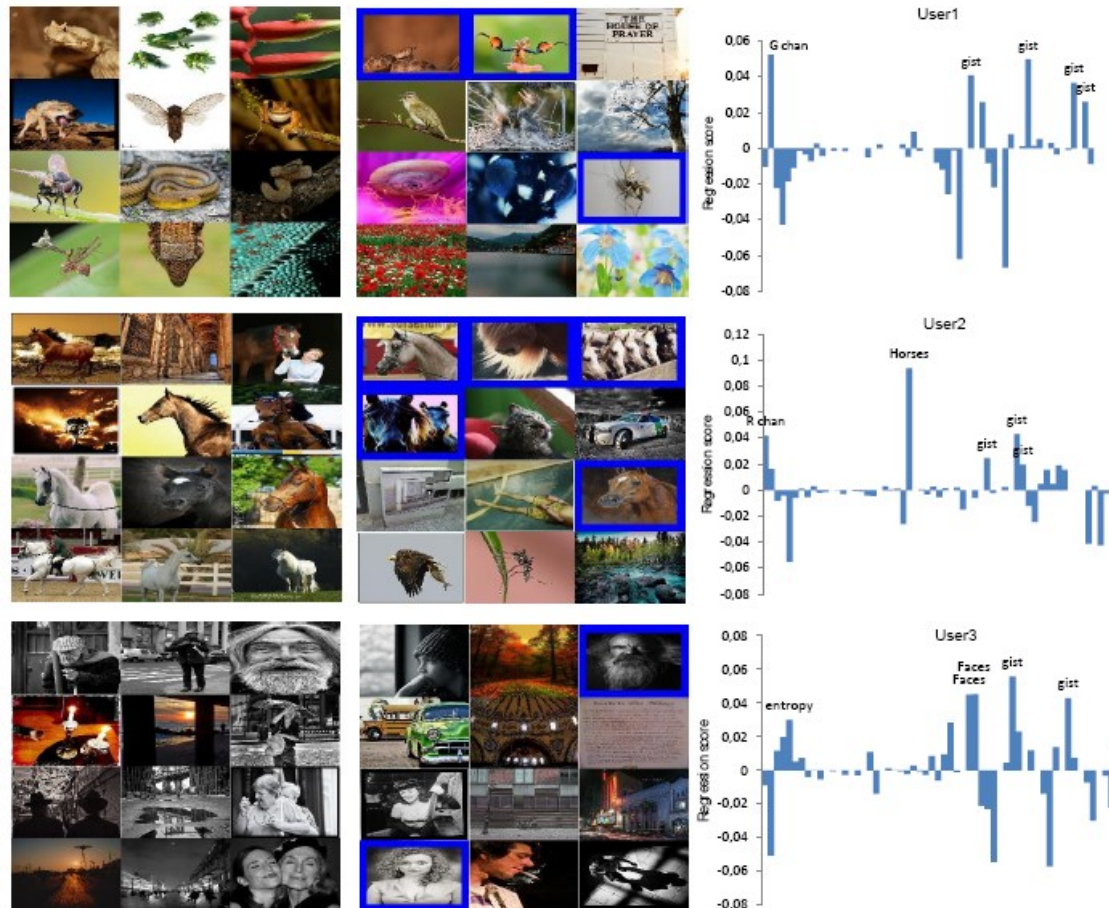 THE
HOUSE OF
PRAYER
User1
0,06
0,04
0,02
0
-0,02
-0,04
-0,06
-0,08
Regression score
G chan
gist
gist
gist
gist
User2
0,12
0,1
0,08
0,06
0,04
0,02
0
-0,02
-0,04
-0,06
-0,08
Regression score
R chan
Horses
gist
gist
gist
User3
0,08
0,06
0,04
0,02
0
-0,02
-0,04
-0,06
-0,08
Regression score
entropy
Faces
Faces
gist
gist